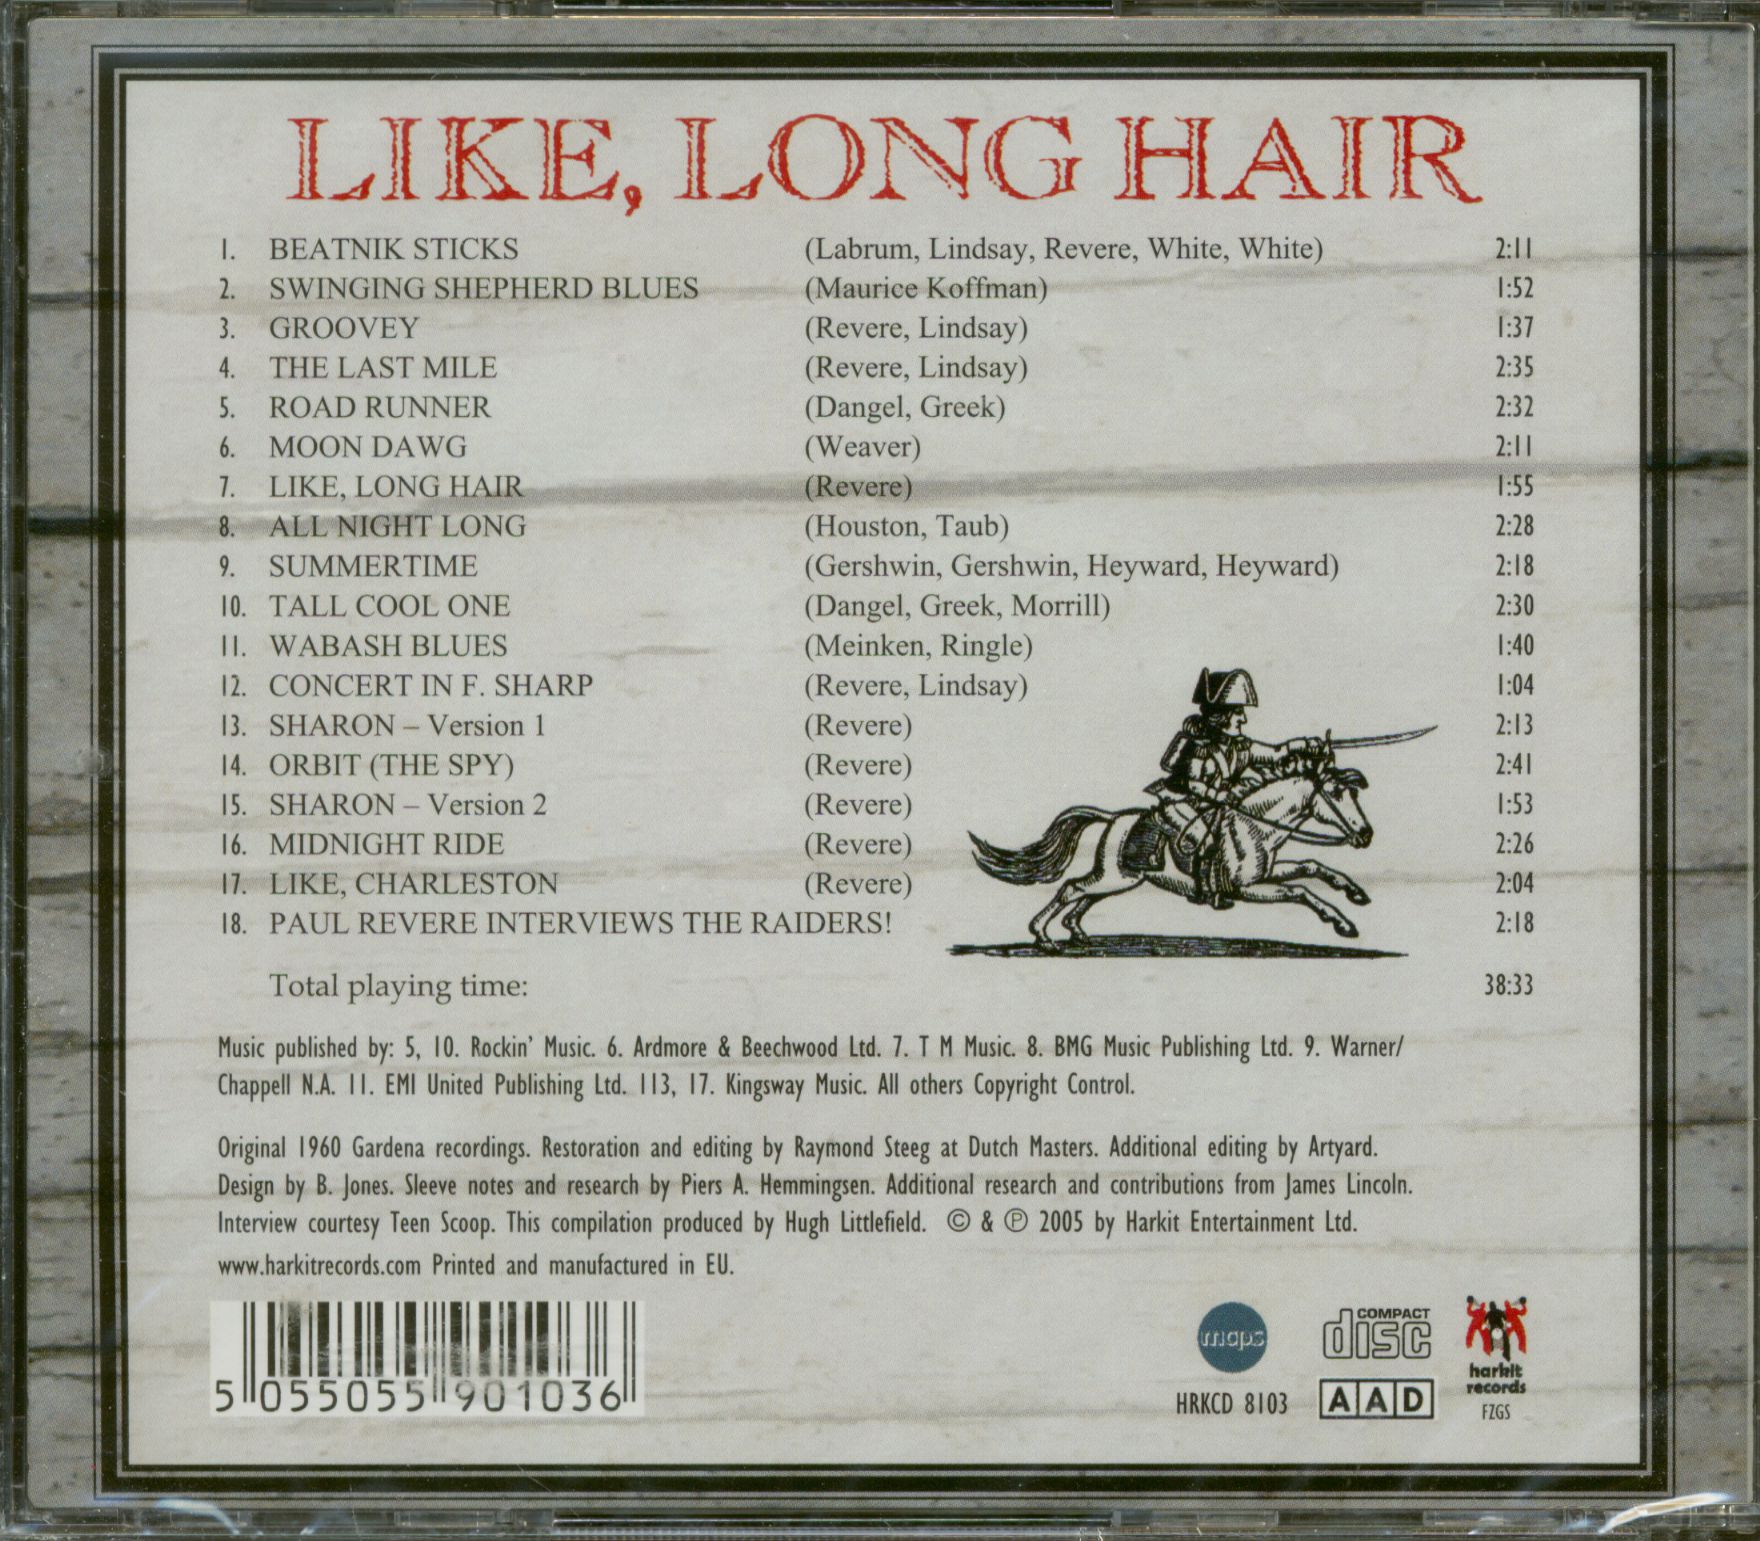 LIKE, LONG HAIR
1. BEATNIK STICKS (Labrum, Lindsay, Revere, White, White) 2:11
2. SWINGING SHEPHERD BLUES (Maurice Koffman) 1:52
3. GROOVEY (Revere, Lindsay) 1:37
4. THE LAST MILE (Revere, Lindsay) 2:35
5. ROAD RUNNER (Dangel, Greek) 2:32
6. MOON DAWG (Weaver) 2:11
7. LIKE, LONG HAIR (Revere) 1:55
8. ALL NIGHT LONG (Houston, Taub) 2:28
9. SUMMERTIME (Gershwin, Gershwin, Heyward, Heyward) 2:18
10. TALL COOL ONE (Dangel, Greek, Morrill) 2:30
11. WABASH BLUES (Meinken, Ringle) 1:40
12. CONCERT IN F. SHARP (Revere, Lindsay) 1:04
13. SHARON – Version 1 (Revere) 2:13
14. ORBIT (THE SPY) (Revere) 2:41
15. SHARON – Version 2 (Revere) 1:53
16. MIDNIGHT RIDE (Revere) 2:26
17. LIKE, CHARLESTON (Revere) 2:04
18. PAUL REVERE INTERVIEWS THE RAIDERS! 2:18
Total playing time: 38:33
Music published by: 5, 10. Rockin' Music. 6. Ardmore & Beechwood Ltd. 7. T M Music. 8. BMG Music Publishing Ltd. 9. Warner/
Chappell N.A. 11. EMI United Publishing Ltd. 113, 17. Kingsway Music. All others Copyright Control.
Original 1960 Gardena recordings. Restoration and editing by Raymond Steeg at Dutch Masters. Additional editing by Artyard.
Design by B. Jones. Sleeve notes and research by Piers A. Hemmingsen. Additional research and contributions from James Lincoln.
Interview courtesy Teen Scoop. This compilation produced by Hugh Littlefield. © & ℗ 2005 by Harkit Entertainment Ltd.
www.harkitrecords.com Printed and manufactured in EU.
5 055055 901036
mcps
HRKCD 8103
COMPACT
disc
AAD
harkit
records
FZGS